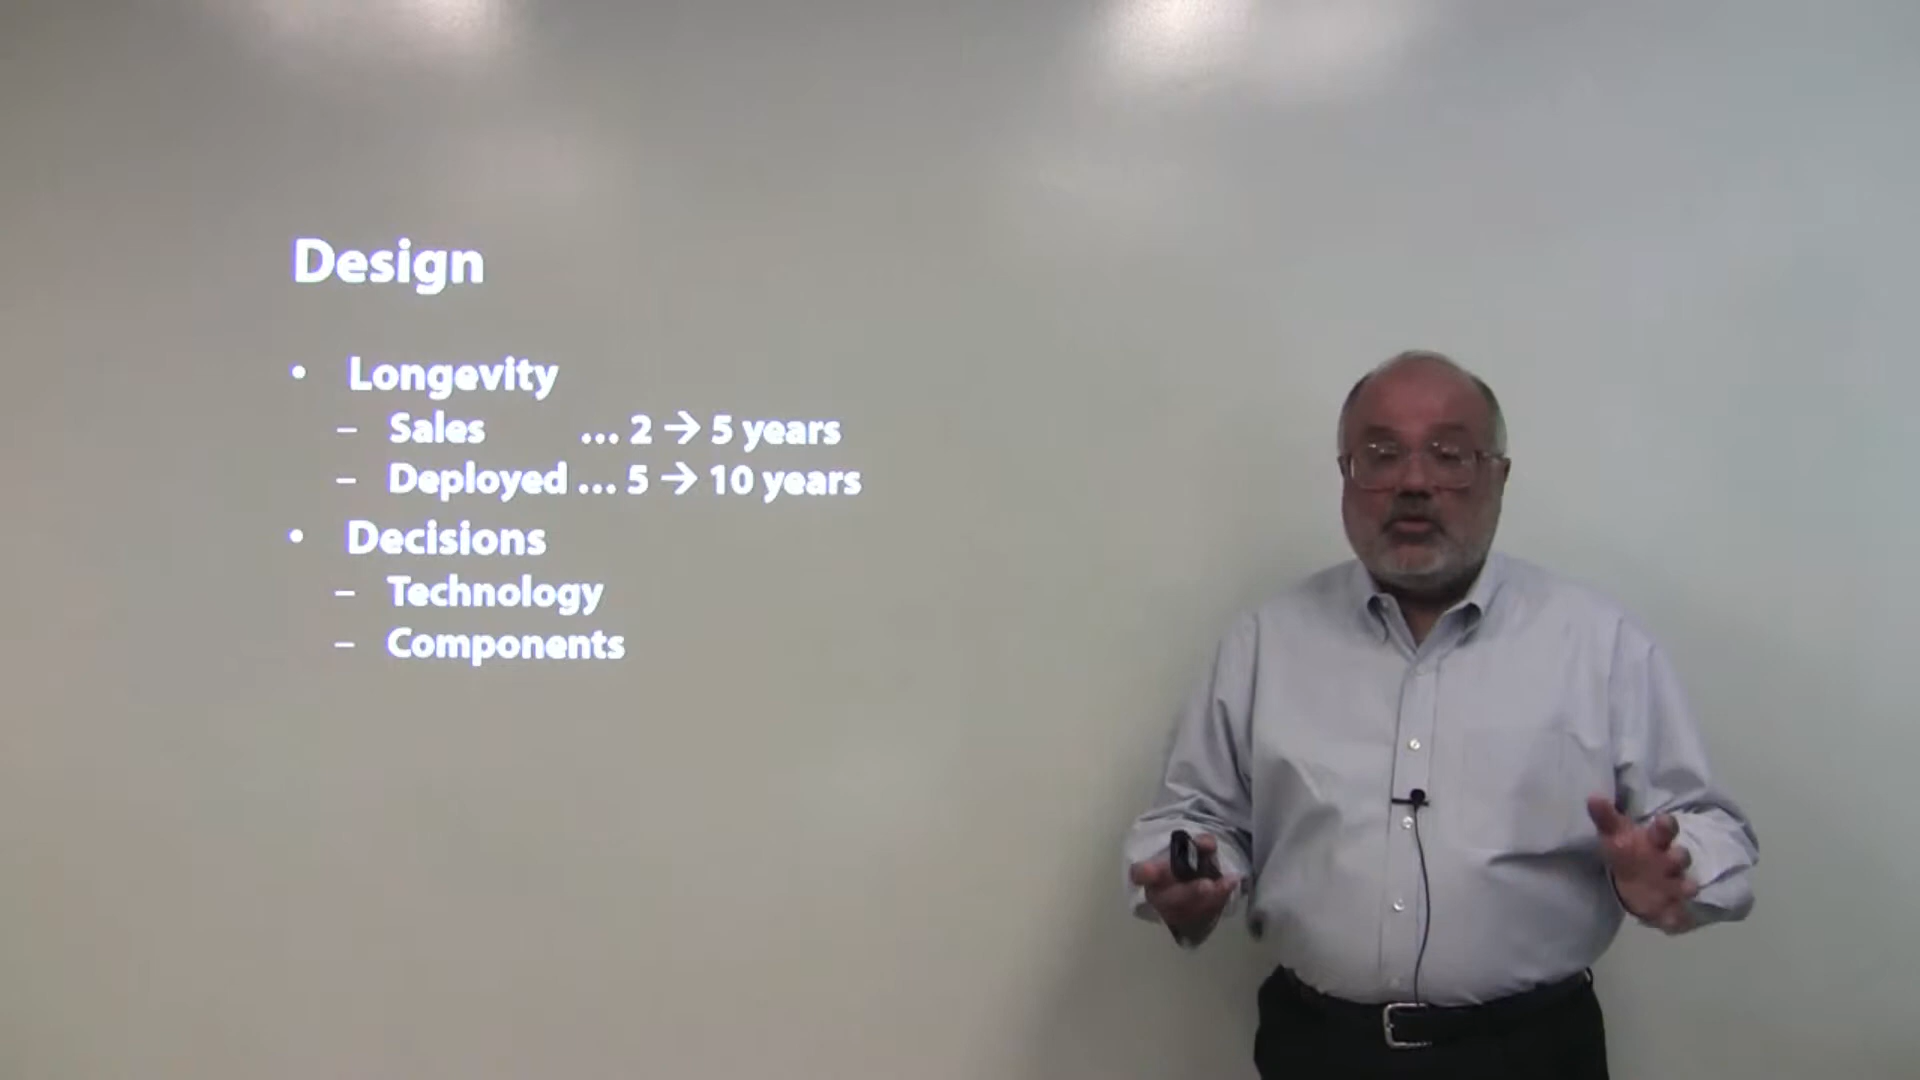 Design
• Longevity
– Sales ... 2 → 5 years
– Deployed ... 5 → 10 years
• Decisions
– Technology
– Components